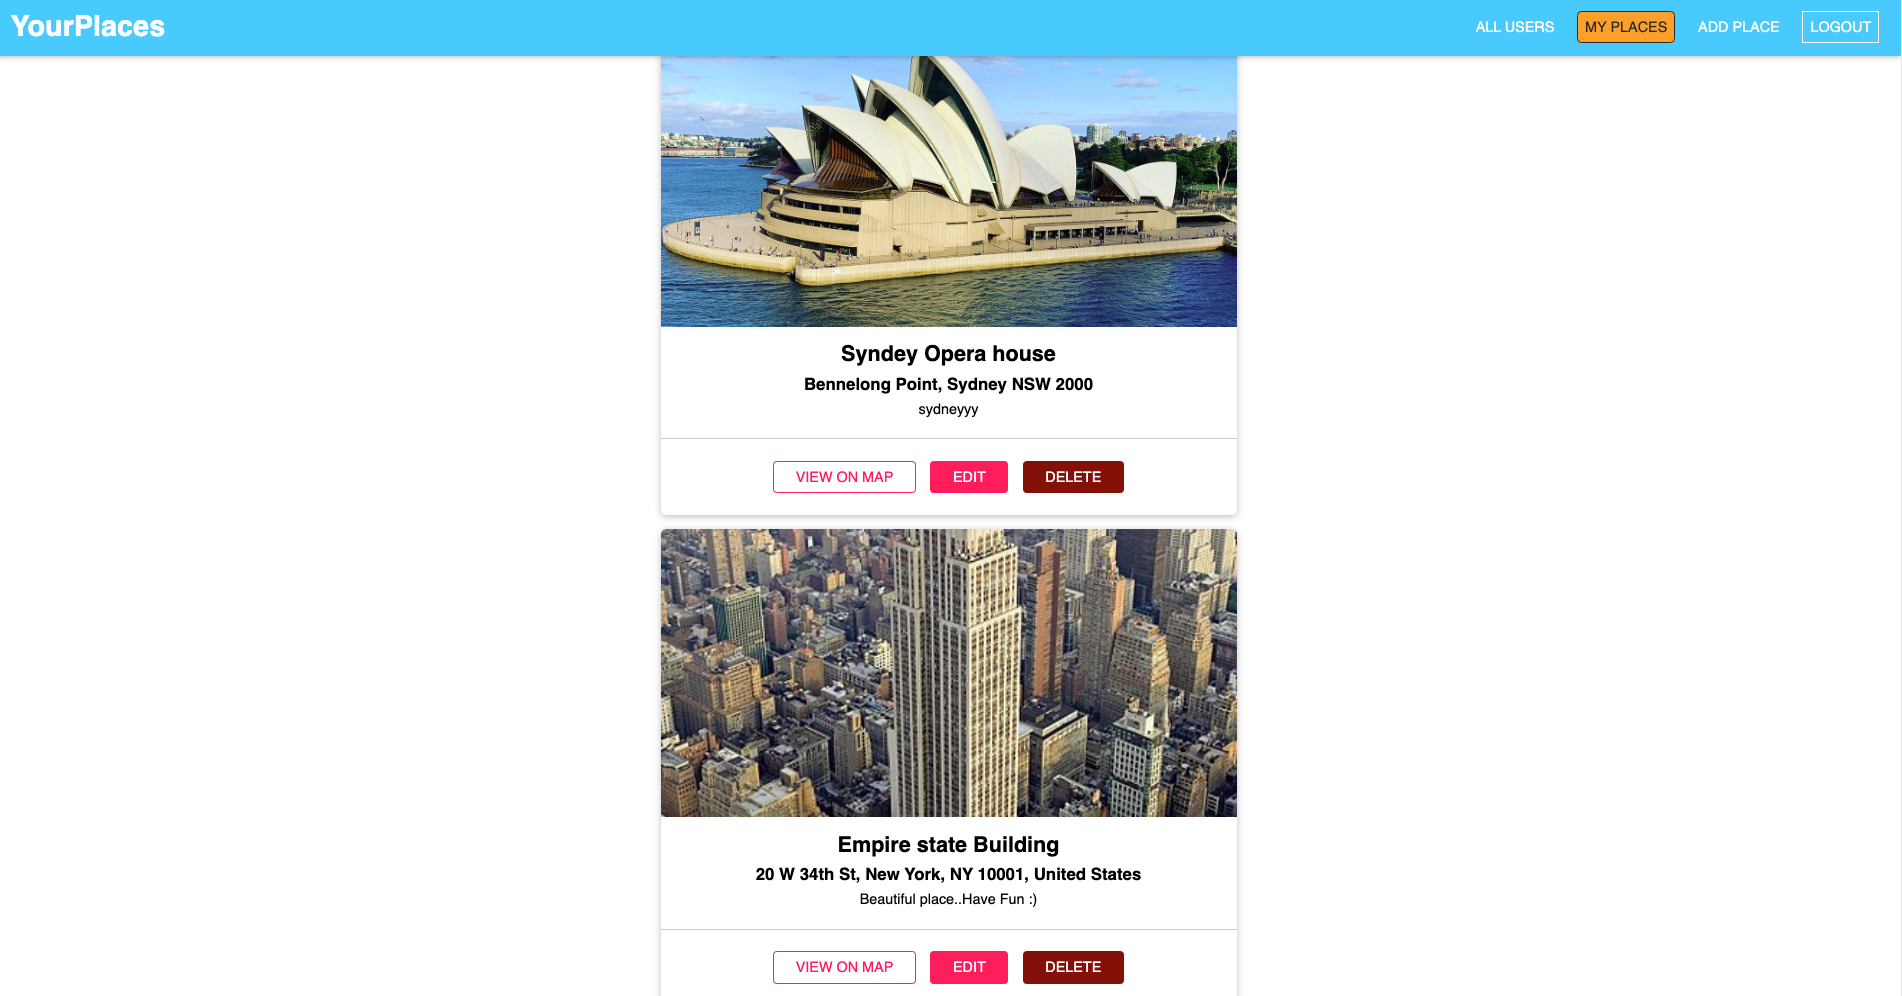 YourPlaces
ALL USERS
MY PLACES
ADD PLACE
LOGOUT
Syndey Opera house
Bennelong Point, Sydney NSW 2000
sydneyyy
VIEW ON MAP
EDIT
DELETE
Empire state Building
20 W 34th St, New York, NY 10001, United States
Beautiful place..Have Fun :)
VIEW ON MAP
EDIT
DELETE